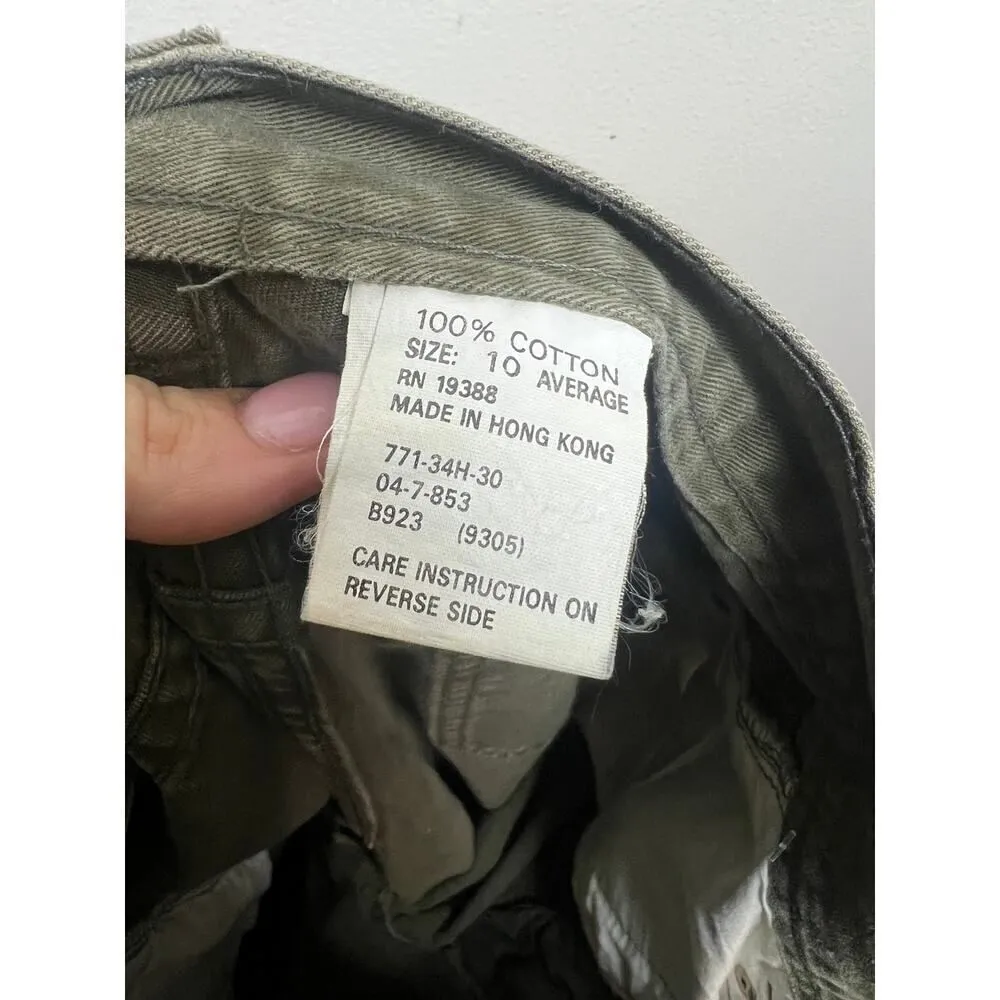 100% COTTON
SIZE: 10 AVERAGE
RN 19388
MADE IN HONG KONG
771-34H-30
04-7-853
B923 (9305)
CARE INSTRUCTION ON
REVERSE SIDE